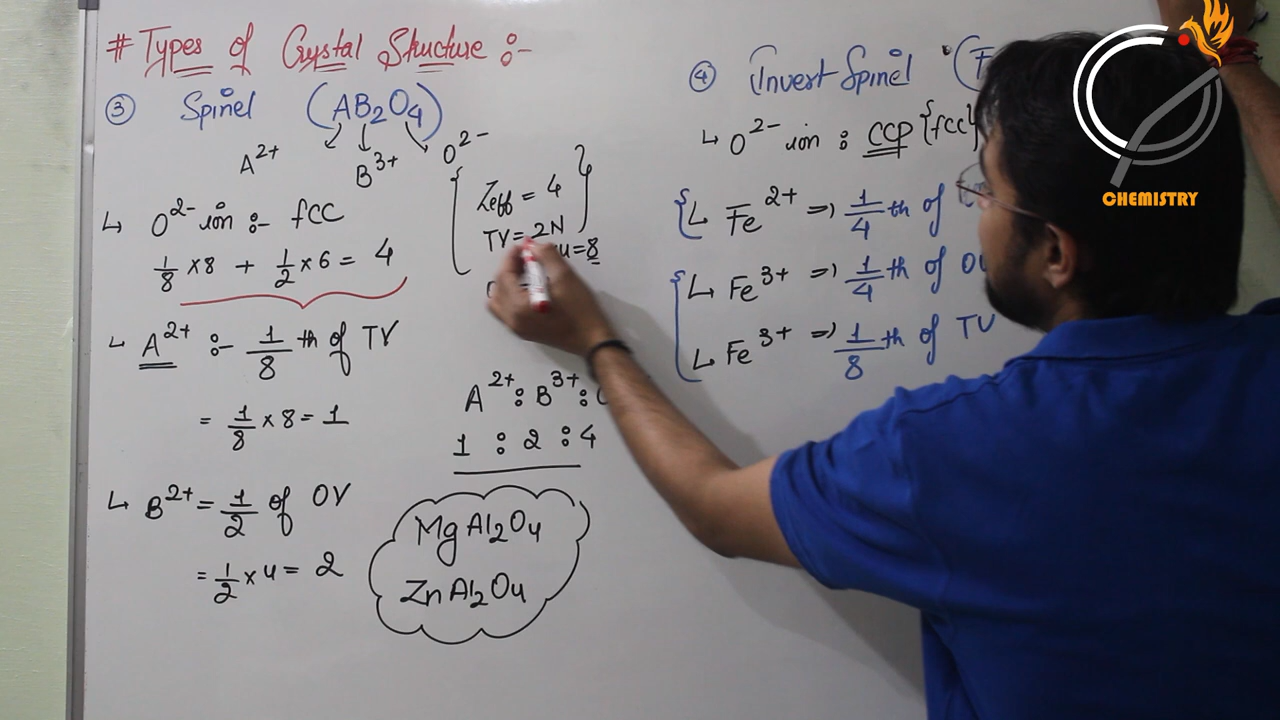 # Types of Crystal Structure :-
③ Spinel (AB₂O₄)
A²⁺ B³⁺ O²⁻
↳ O²⁻ ion :- fcc
1/8 × 8 + 1/2 × 6 = 4
Zeff = 4
TV = 2N
= 8
↳ A²⁺ :- 1/8 th of TV
= 1/8 × 8 = 1
A²⁺ : B³⁺ :
1 : 2 : 4
↳ B²⁺ = 1/2 of OV
= 1/2 × 4 = 2
MgAl₂O₄
ZnAl₂O₄
④ Invert Spinel (F
↳ O²⁻ ion : CCP {fcc}
↳ Fe²⁺ ⇒ 1/4 th of
↳ Fe³⁺ ⇒ 1/4 th of OV
↳ Fe³⁺ ⇒ 1/8 th of TV
CHEMISTRY